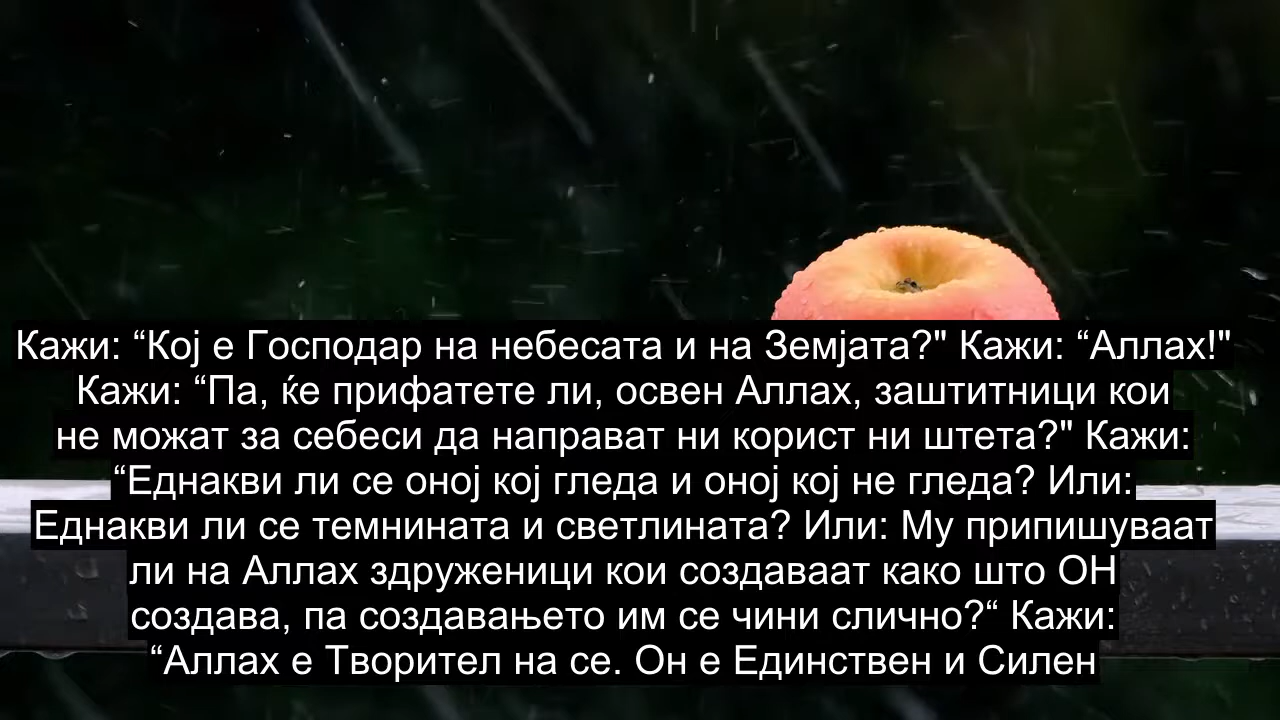 Кажи: “Кој е Господар на небесата и на Земјата?" Кажи: “Аллах!"
Кажи: “Па, ќе прифатете ли, освен Аллах, заштитници кои
не можат за себеси да направат ни корист ни штета?" Кажи:
“Еднакви ли се оној кој гледа и оној кој не гледа? Или:
Еднакви ли се темнината и светлината? Или: Му припишуваат
ли на Аллах здруженици кои создаваат како што ОН
создава, па создавањето им се чини слично?“ Кажи:
“Аллах е Творител на се. Он е Единствен и Силен